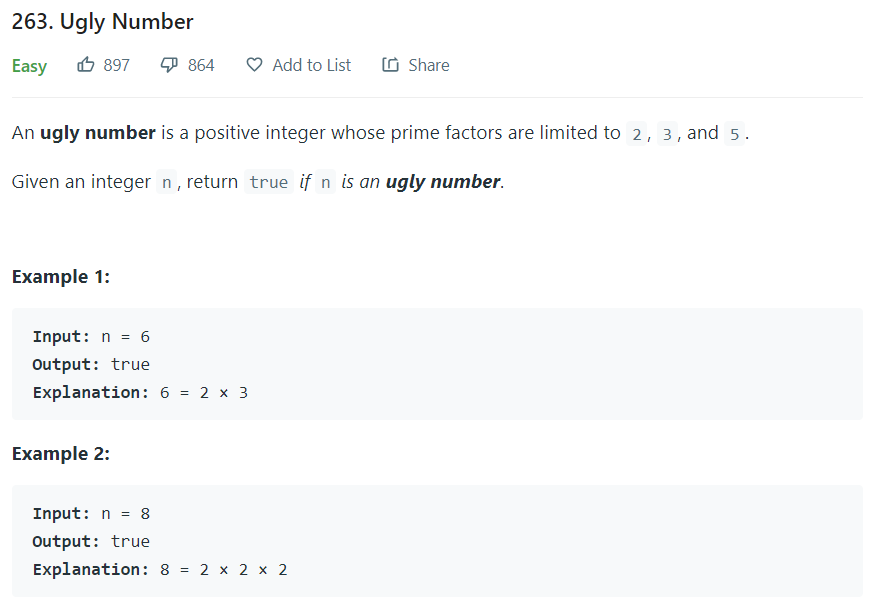 263. Ugly Number
Easy 897 864 Add to List Share
An ugly number is a positive integer whose prime factors are limited to 2, 3, and 5.
Given an integer n, return true if n is an ugly number.
Example 1:
Input: n = 6
Output: true
Explanation: 6 = 2 × 3
Example 2:
Input: n = 8
Output: true
Explanation: 8 = 2 × 2 × 2